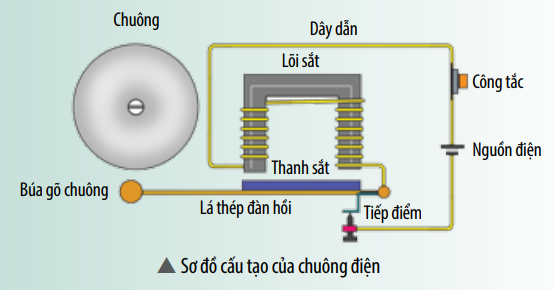 Chuông
Dây dẫn
Lõi sắt
Công tắc
Thanh sắt
Nguồn điện
Búa gõ chuông
Lá thép đàn hồi
Tiếp điểm
▲ Sơ đồ cấu tạo của chuông điện